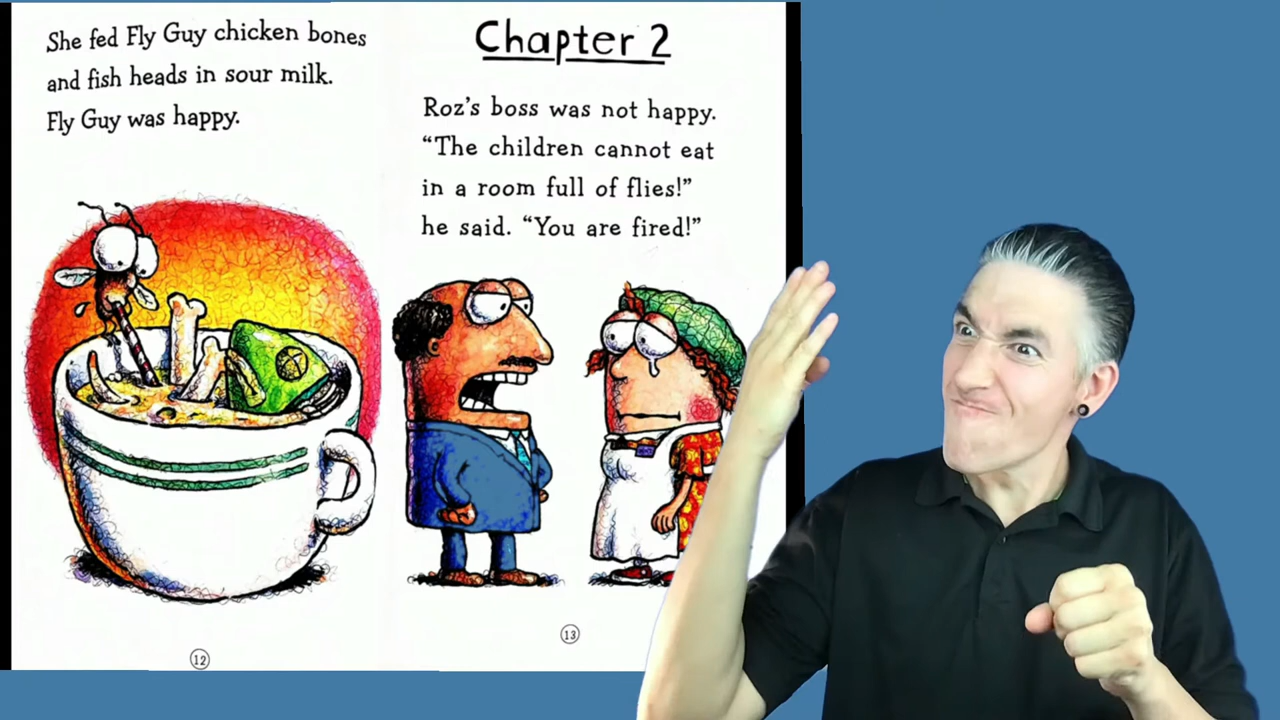 She fed Fly Guy chicken bones
and fish heads in sour milk.
Fly Guy was happy.
12
Chapter 2
Roz's boss was not happy.
“The children cannot eat
in a room full of flies!”
he said. “You are fired!”
13